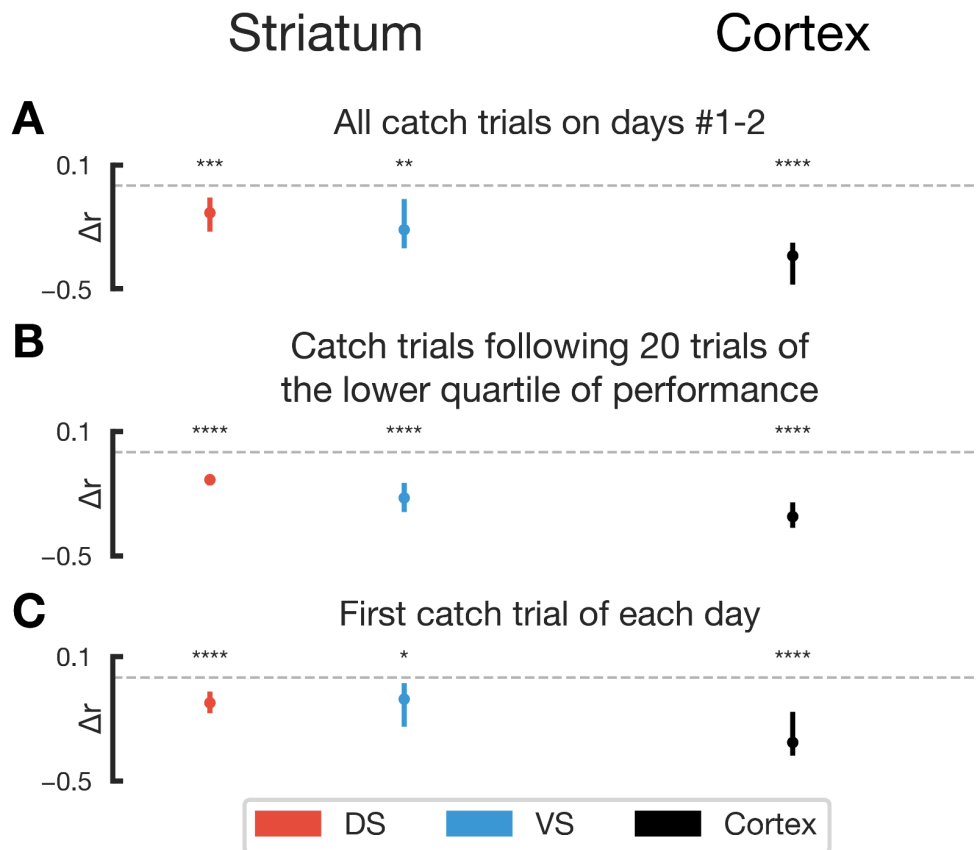 Striatum Cortex
A All catch trials on days #1-2
0.1 *** ** ****
Δr
−0.5
B Catch trials following 20 trials of
the lower quartile of performance
0.1 **** **** ****
Δr
−0.5
C First catch trial of each day
0.1 **** * ****
Δr
−0.5
DS VS Cortex